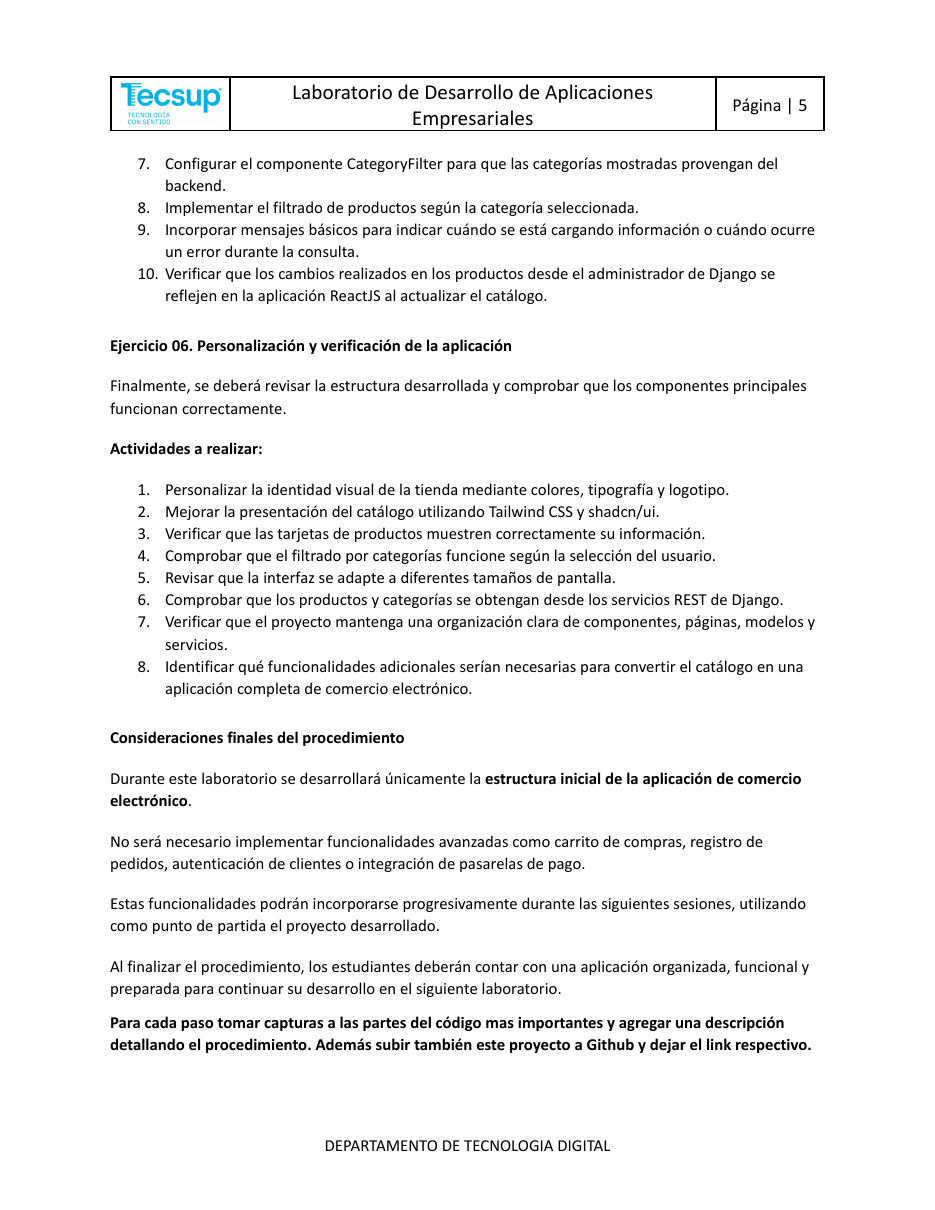 Tecsup
TECNOLOGÍA
CON SENTIDO
Laboratorio de Desarrollo de Aplicaciones
Empresariales
Página | 5
7. Configurar el componente CategoryFilter para que las categorías mostradas provengan del
backend.
8. Implementar el filtrado de productos según la categoría seleccionada.
9. Incorporar mensajes básicos para indicar cuándo se está cargando información o cuándo ocurre
un error durante la consulta.
10. Verificar que los cambios realizados en los productos desde el administrador de Django se
reflejen en la aplicación ReactJS al actualizar el catálogo.
Ejercicio 06. Personalización y verificación de la aplicación
Finalmente, se deberá revisar la estructura desarrollada y comprobar que los componentes principales
funcionan correctamente.
Actividades a realizar:
1. Personalizar la identidad visual de la tienda mediante colores, tipografía y logotipo.
2. Mejorar la presentación del catálogo utilizando Tailwind CSS y shadcn/ui.
3. Verificar que las tarjetas de productos muestren correctamente su información.
4. Comprobar que el filtrado por categorías funcione según la selección del usuario.
5. Revisar que la interfaz se adapte a diferentes tamaños de pantalla.
6. Comprobar que los productos y categorías se obtengan desde los servicios REST de Django.
7. Verificar que el proyecto mantenga una organización clara de componentes, páginas, modelos y
servicios.
8. Identificar qué funcionalidades adicionales serían necesarias para convertir el catálogo en una
aplicación completa de comercio electrónico.
Consideraciones finales del procedimiento
Durante este laboratorio se desarrollará únicamente la estructura inicial de la aplicación de comercio
electrónico.
No será necesario implementar funcionalidades avanzadas como carrito de compras, registro de
pedidos, autenticación de clientes o integración de pasarelas de pago.
Estas funcionalidades podrán incorporarse progresivamente durante las siguientes sesiones, utilizando
como punto de partida el proyecto desarrollado.
Al finalizar el procedimiento, los estudiantes deberán contar con una aplicación organizada, funcional y
preparada para continuar su desarrollo en el siguiente laboratorio.
Para cada paso tomar capturas a las partes del código mas importantes y agregar una descripción
detallando el procedimiento. Además subir también este proyecto a Github y dejar el link respectivo.
DEPARTAMENTO DE TECNOLOGIA DIGITAL